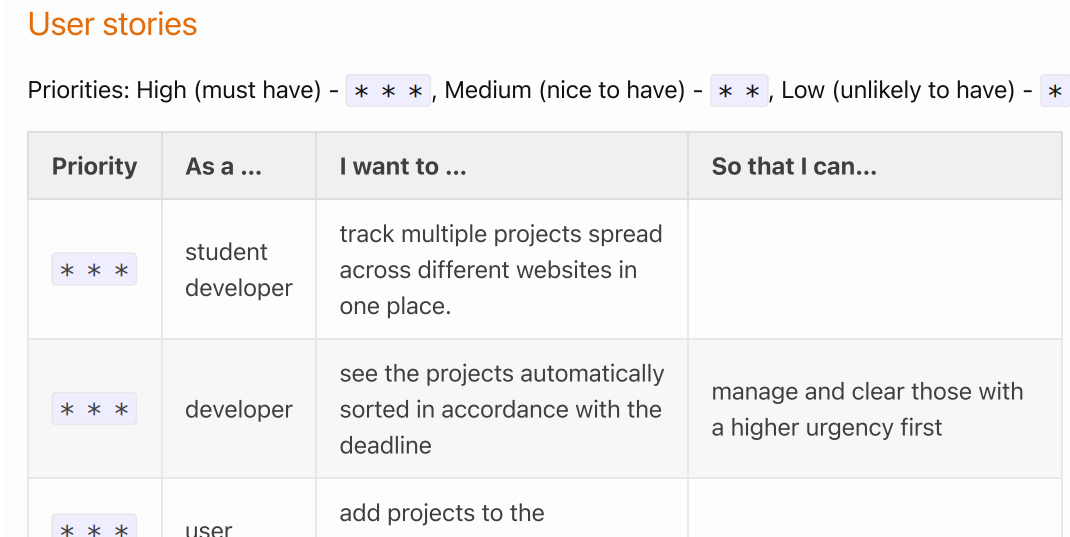 User stories
Priorities: High (must have) - * * *, Medium (nice to have) - * *, Low (unlikely to have) - *
Priority
As a ...
I want to ...
So that I can...
* * *
student
developer
track multiple projects spread
across different websites in
one place.
* * *
developer
see the projects automatically
sorted in accordance with the
deadline
manage and clear those with
a higher urgency first
* * *
user
add projects to the